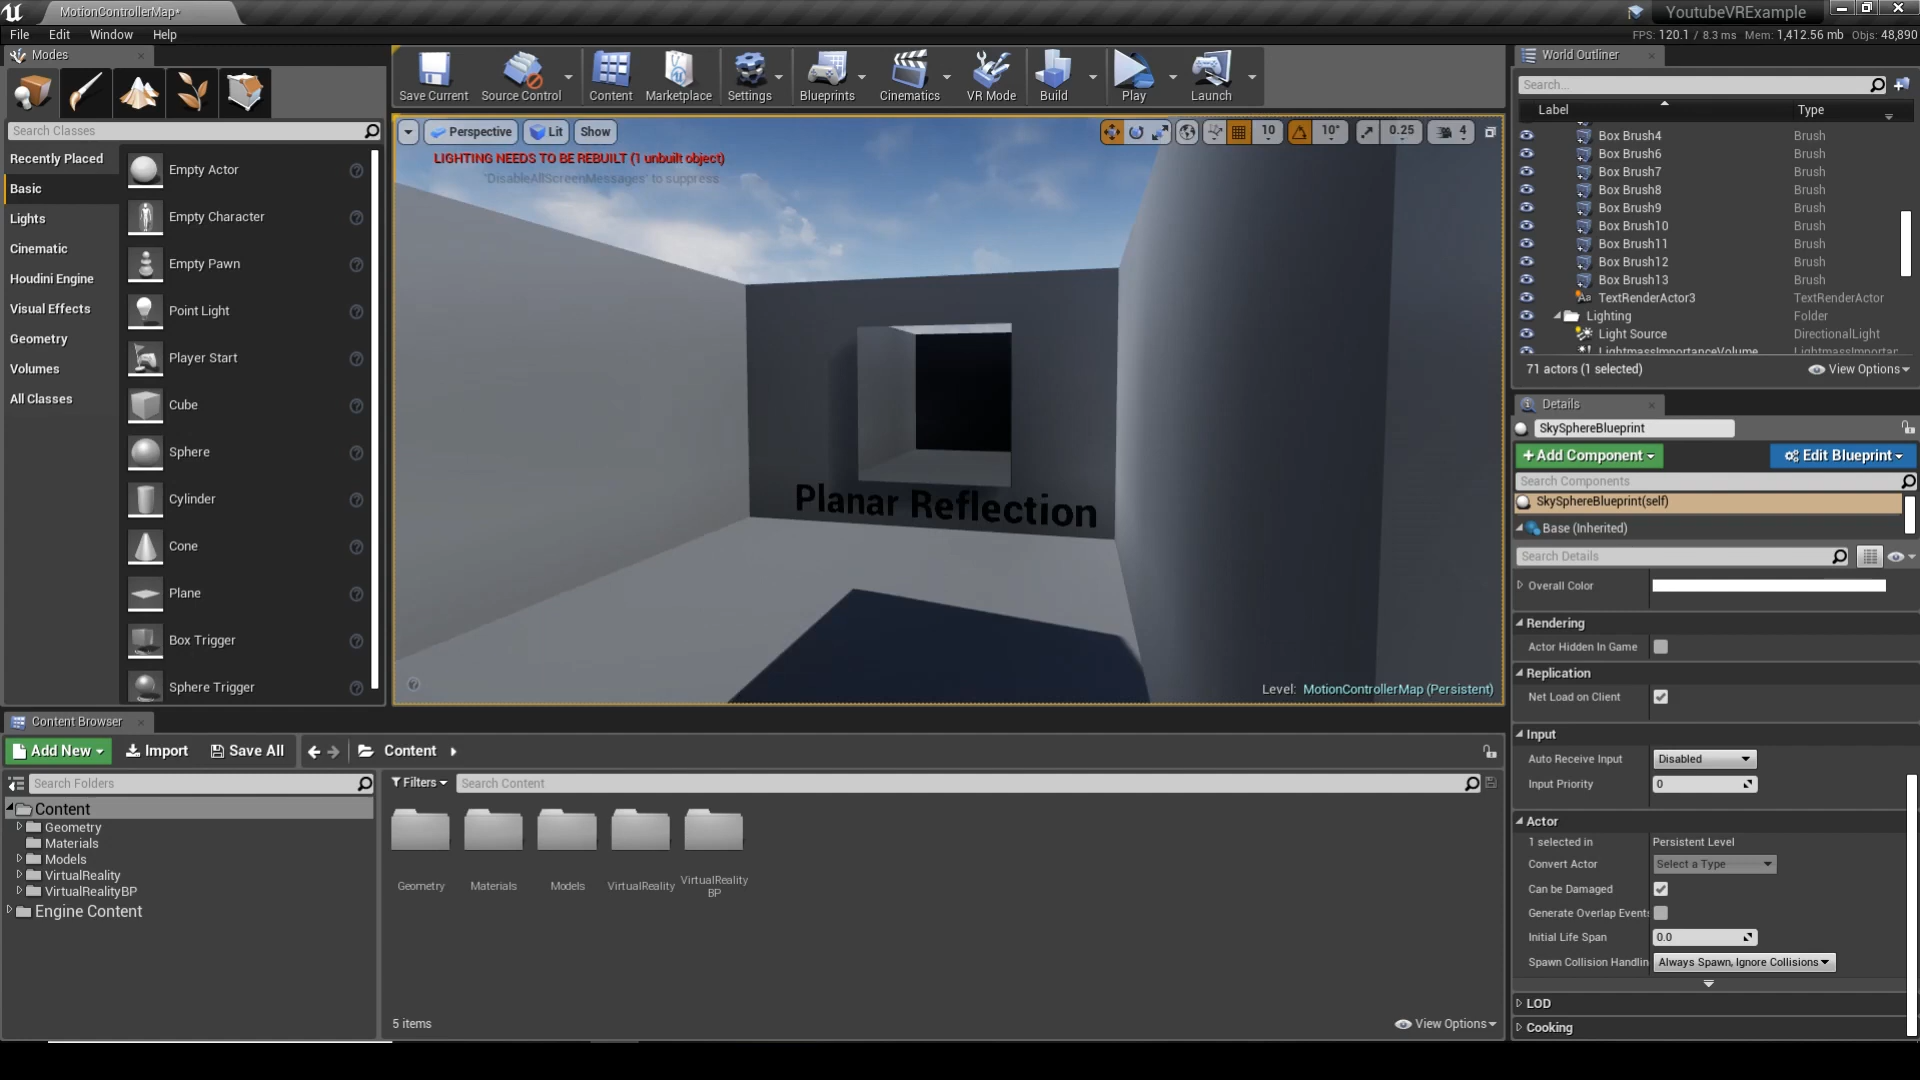 MotionControllerMap*
YoutubeVRExample
File Edit Window Help
FPS: 120.1 / 8.3 ms Mem: 1,412.56 mb Objs: 48,890
Modes
Search Classes
Recently Placed
Basic
Lights
Cinematic
Houdini Engine
Visual Effects
Geometry
Volumes
All Classes
Empty Actor
Empty Character
Empty Pawn
Point Light
Player Start
Cube
Sphere
Cylinder
Cone
Plane
Box Trigger
Sphere Trigger
Save Current Source Control Content Marketplace Settings Blueprints Cinematics VR Mode Build Play Launch
Perspective Lit Show
10 10° 0.25 4
LIGHTING NEEDS TO BE REBUILT (1 unbuilt object)
'DisableAllScreenMessages' to suppress
Planar Reflection
Level: MotionControllerMap (Persistent)
World Outliner
Search...
Label Type
Box Brush4 Brush
Box Brush6 Brush
Box Brush7 Brush
Box Brush8 Brush
Box Brush9 Brush
Box Brush10 Brush
Box Brush11 Brush
Box Brush12 Brush
Box Brush13 Brush
TextRenderActor3 TextRenderActor
Lighting Folder
Light Source DirectionalLight
LightmassImportanceVolume LightmassImportan
71 actors (1 selected) View Options
Details
SkySphereBlueprint
+Add Component Edit Blueprint
Search Components
SkySphereBlueprint(self)
Base (Inherited)
Search Details
Overall Color
Rendering
Actor Hidden In Game
Replication
Net Load on Client
Input
Auto Receive Input Disabled
Input Priority 0
Actor
1 selected in Persistent Level
Convert Actor Select a Type
Can be Damaged
Generate Overlap Events
Initial Life Span 0.0
Spawn Collision Handlin Always Spawn, Ignore Collisions
LOD
Cooking
Content Browser
Add New Import Save All Content
Search Folders
Filters Search Content
Content
Geometry
Materials
Models
VirtualReality
VirtualRealityBP
Engine Content
Geometry Materials Models VirtualReality VirtualReality
BP
5 items View Options